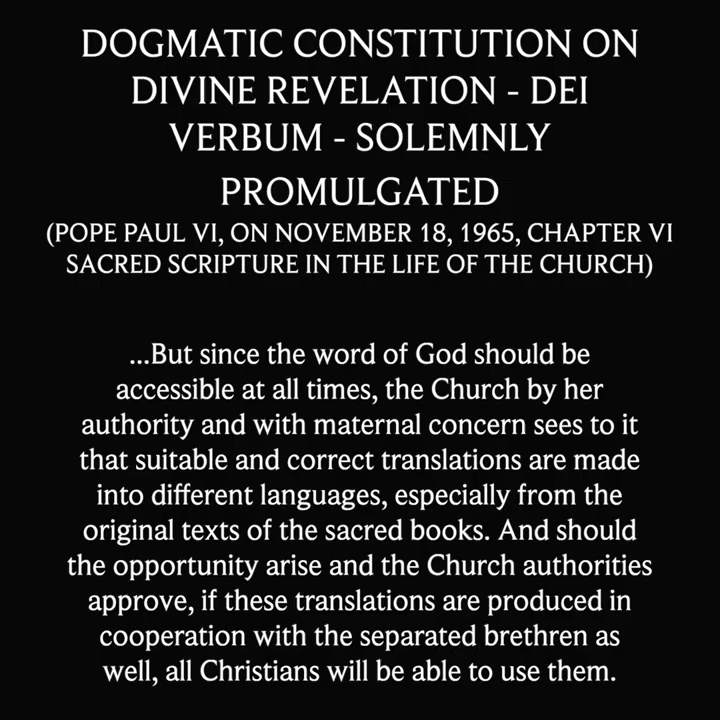 DOGMATIC CONSTITUTION ON
DIVINE REVELATION - DEI
VERBUM - SOLEMNLY
PROMULGATED
(POPE PAUL VI, ON NOVEMBER 18, 1965, CHAPTER VI
SACRED SCRIPTURE IN THE LIFE OF THE CHURCH)
...But since the word of God should be
accessible at all times, the Church by her
authority and with maternal concern sees to it
that suitable and correct translations are made
into different languages, especially from the
original texts of the sacred books. And should
the opportunity arise and the Church authorities
approve, if these translations are produced in
cooperation with the separated brethren as
well, all Christians will be able to use them.